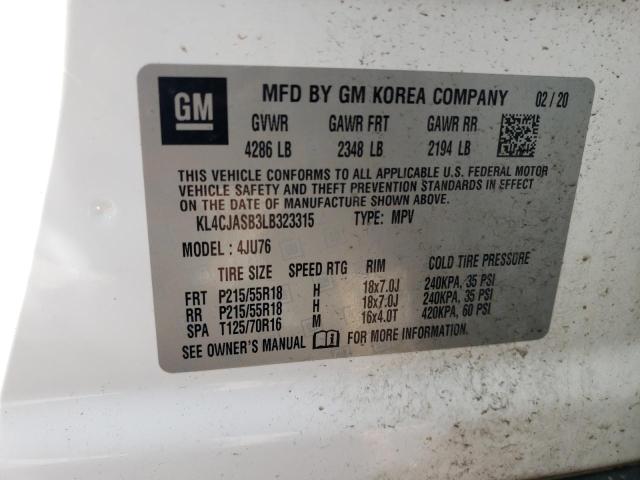 GM
MFD BY GM KOREA COMPANY 02/20
GVWR GAWR FRT GAWR RR
4286 LB 2348 LB 2194 LB
THIS VEHICLE CONFORMS TO ALL APPLICABLE U.S. FEDERAL MOTOR
VEHICLE SAFETY AND THEFT PREVENTION STANDARDS IN EFFECT
ON THE DATE OF MANUFACTURE SHOWN ABOVE.
KL4CJASB3LB323315 TYPE: MPV
MODEL: 4JU76
TIRE SIZE SPEED RTG RIM COLD TIRE PRESSURE
FRT P215/55R18 H 18x7.0J 240KPA, 35 PSI
RR P215/55R18 H 18x7.0J 240KPA, 35 PSI
SPA T125/70R16 M 16x4.0T 420KPA, 60 PSI
SEE OWNER'S MANUAL FOR MORE INFORMATION.